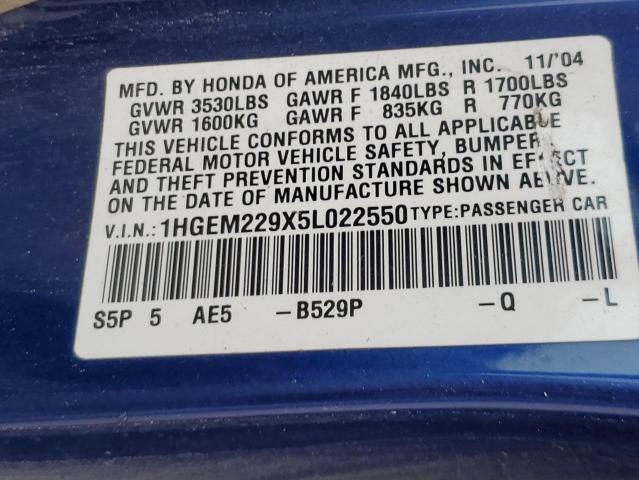 MFD. BY HONDA OF AMERICA MFG., INC. 11/'04
GVWR 3530LBS GAWR F 1840LBS R 1700LBS
GVWR 1600KG GAWR F 835KG R 770KG
THIS VEHICLE CONFORMS TO ALL APPLICABLE
FEDERAL MOTOR VEHICLE SAFETY, BUMPER
AND THEFT PREVENTION STANDARDS IN EFFECT
ON THE DATE OF MANUFACTURE SHOWN ABOVE.
V.I.N.:1HGEM229X5L022550 TYPE:PASSENGER CAR
S5P 5 AE5 -B529P -Q -L